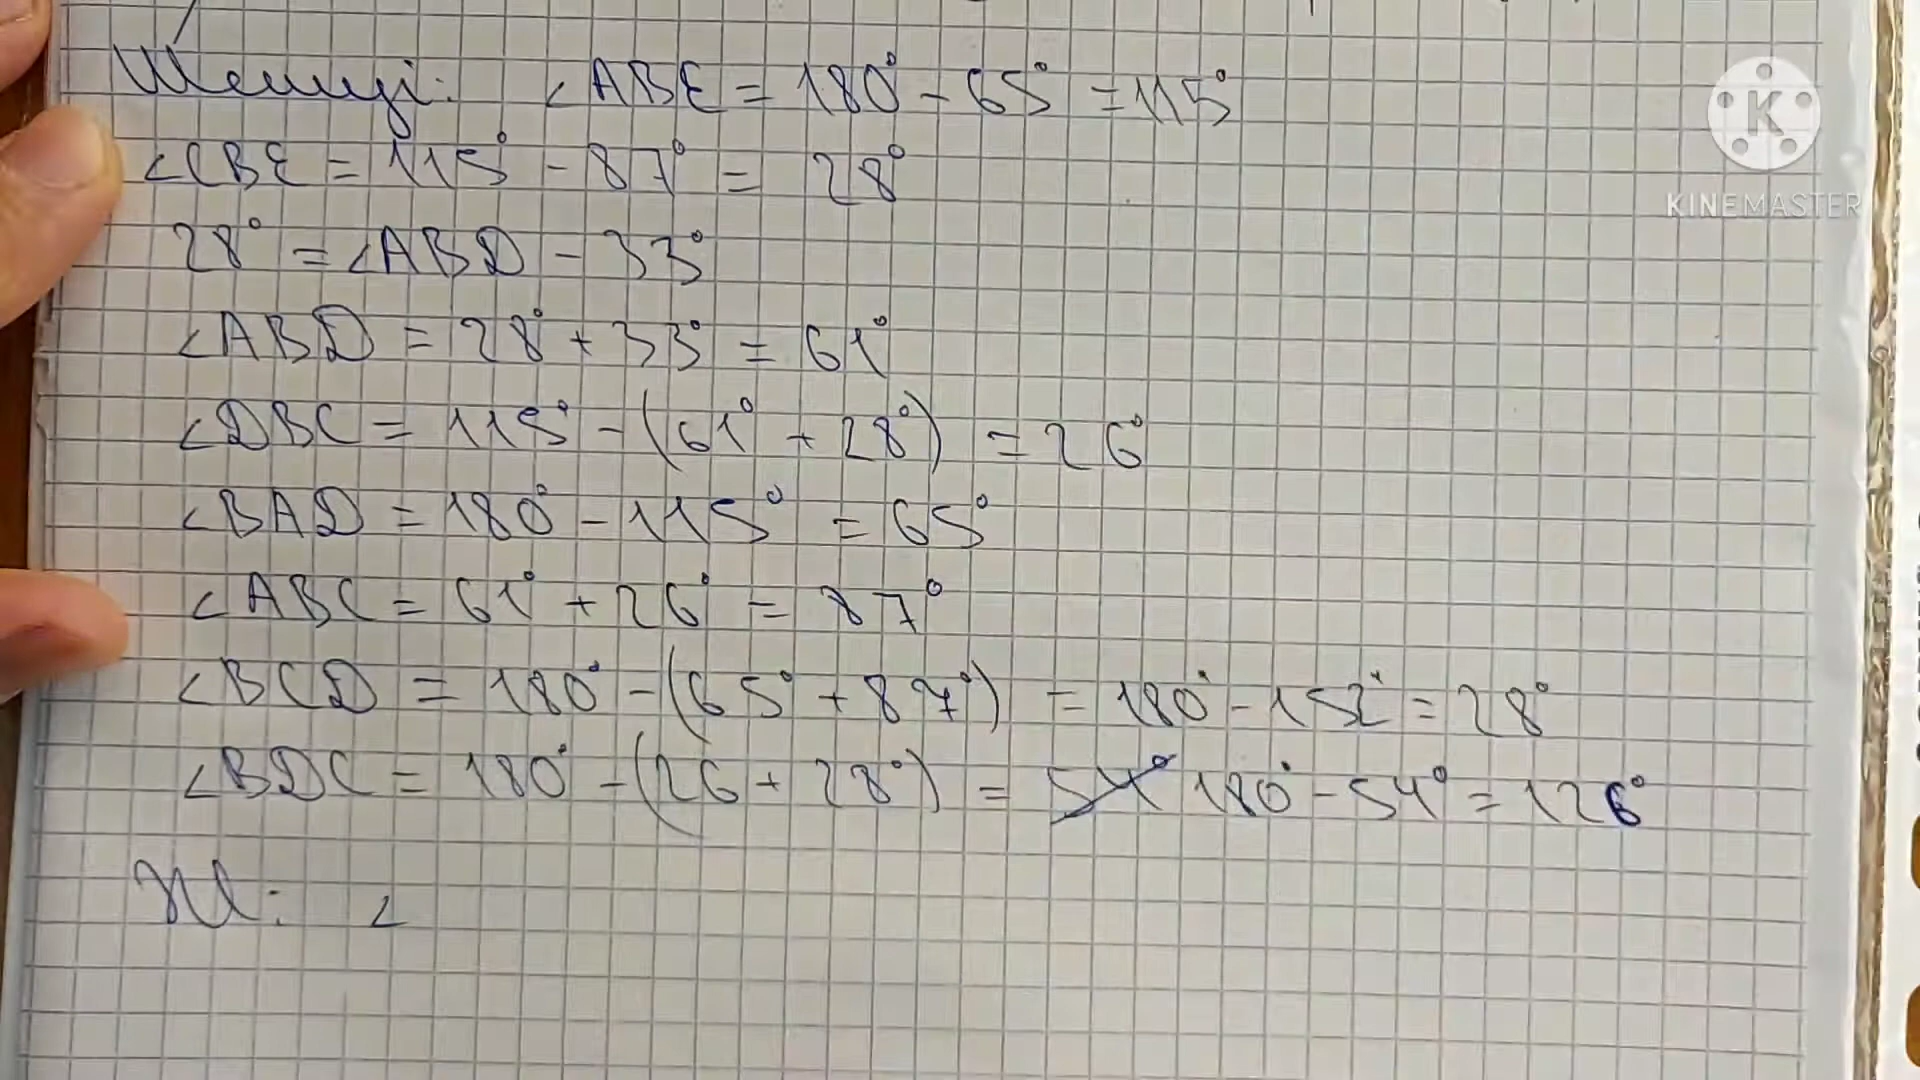 Шешуі: ∠ABE = 180° - 65° = 115°
∠CBE = 115° - 87° = 28°
28° = ∠ABD - 33°
∠ABD = 28° + 33° = 61°
∠DBC = 115° - (61° + 28°) = 26°
∠BAD = 180° - 115° = 65°
∠ABC = 61° + 26° = 87°
∠BCD = 180° - (65° + 87°) = 180° - 152° = 28°
∠BDC = 180° - (26 + 28°) = 54° 180° - 54° = 126°
Ж: ∠
K
KINEMASTER